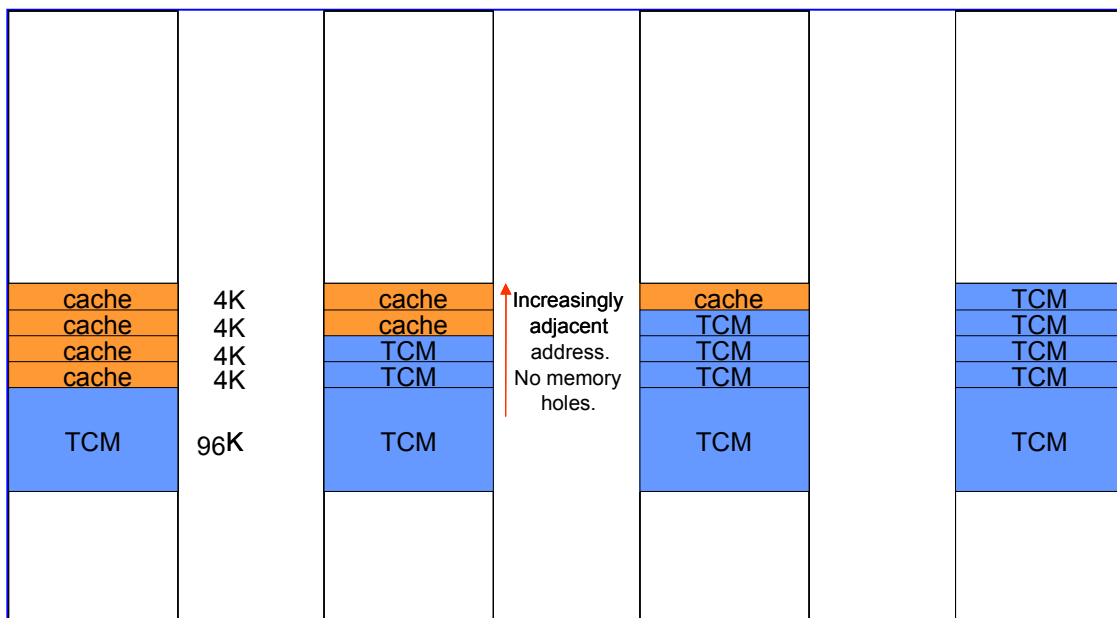 cache 4K cache Increasingly cache TCM
cache 4K cache adjacent TCM TCM
cache 4K TCM address. TCM TCM
cache 4K TCM No memory TCM TCM
holes.
TCM 96K TCM TCM TCM